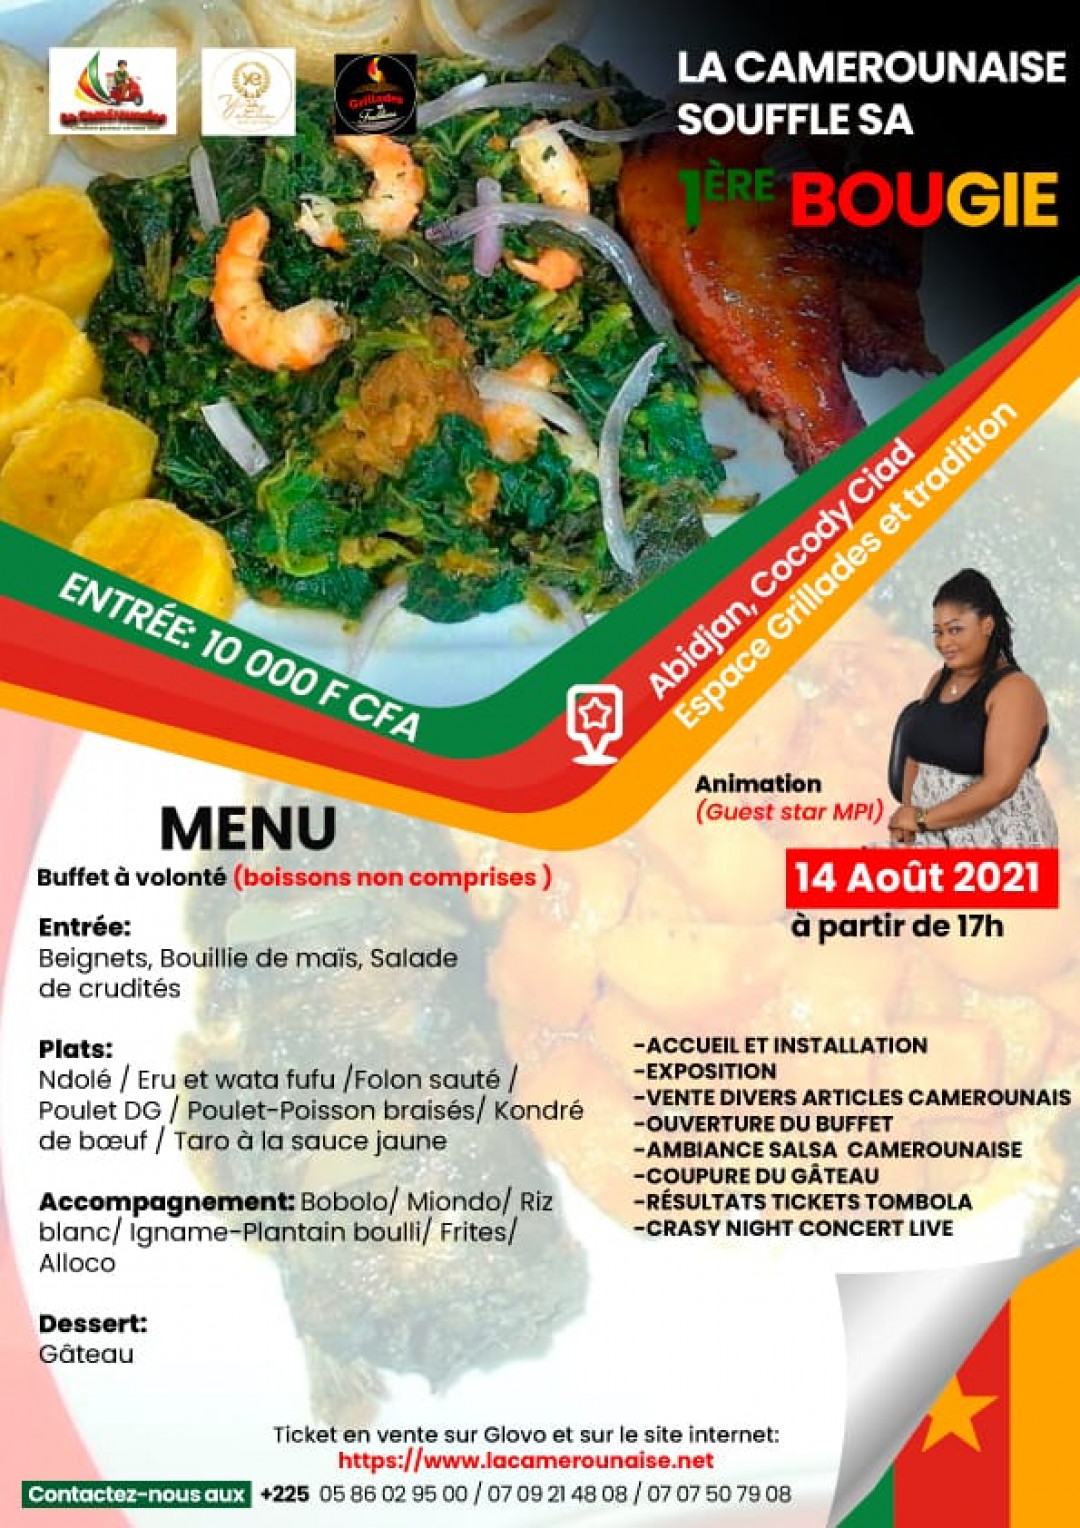 La Camerounaise
Grillades
et
Tradition
LA CAMEROUNAISE
SOUFFLE SA
1ÈRE BOUGIE
ENTRÉE: 10 000 F CFA
Abidjan, Cocody Ciad
Espace Grillades et tradition
Animation
(Guest star MPI)
14 Août 2021
à partir de 17h
MENU
Buffet à volonté (boissons non comprises )
Entrée:
Beignets, Bouillie de maïs, Salade
de crudités
Plats:
Ndolé / Eru et wata fufu /Folon sauté /
Poulet DG / Poulet-Poisson braisés/ Kondré
de bœuf / Taro à la sauce jaune
Accompagnement: Bobolo/ Miondo/ Riz
blanc/ Igname-Plantain boulli/ Frites/
Alloco
Dessert:
Gâteau
-ACCUEIL ET INSTALLATION
-EXPOSITION
-VENTE DIVERS ARTICLES CAMEROUNAIS
-OUVERTURE DU BUFFET
-AMBIANCE SALSA CAMEROUNAISE
-COUPURE DU GÂTEAU
-RÉSULTATS TICKETS TOMBOLA
-CRASY NIGHT CONCERT LIVE
Ticket en vente sur Glovo et sur le site internet:
https://www.lacamerounaise.net
Contactez-nous aux +225 05 86 02 95 00 / 07 09 21 48 08 / 07 07 50 79 08